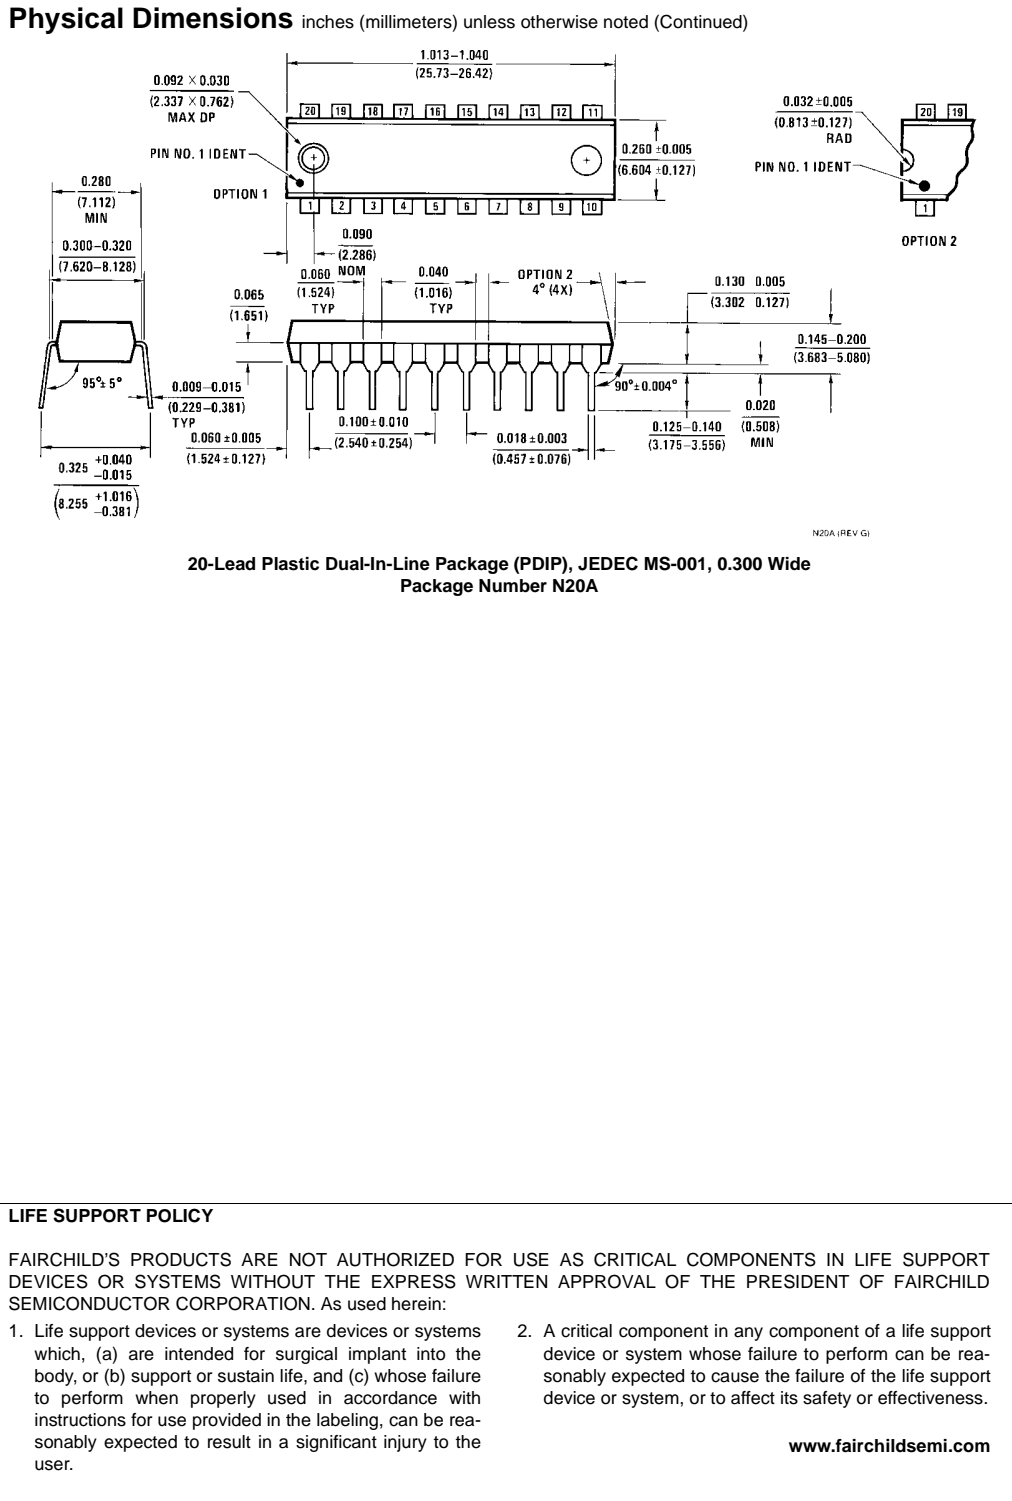 Physical Dimensions inches (millimeters) unless otherwise noted (Continued)
1.013–1.040
(25.73–26.42)
0.092 × 0.030
(2.337 × 0.762)
MAX DP
20 19 18 17 16 15 14 13 12 11
0.032 ±0.005
(0.813 ±0.127)
RAD
20 19
PIN NO. 1 IDENT
0.260 ±0.005
(6.604 ±0.127)
PIN NO. 1 IDENT
OPTION 1
1 2 3 4 5 6 7 8 9 10
1
OPTION 2
0.280
(7.112)
MIN
0.090
(2.286)
NOM
0.300–0.320
(7.620–8.128)
0.060
(1.524)
TYP
0.040
(1.016)
TYP
OPTION 2
4° (4X)
0.130 0.005
(3.302 0.127)
0.065
(1.651)
0.145–0.200
(3.683–5.080)
95°± 5°
0.009–0.015
(0.229–0.381)
TYP
90°±0.004°
0.020
(0.508)
MIN
0.100±0.010
(2.540±0.254)
0.125–0.140
(3.175–3.556)
0.060 ±0.005
(1.524 ±0.127)
0.018±0.003
(0.457±0.076)
0.325 +0.040
–0.015
(8.255 +1.016
–0.381)
N20A (REV G)
20-Lead Plastic Dual-In-Line Package (PDIP), JEDEC MS-001, 0.300 Wide
Package Number N20A
LIFE SUPPORT POLICY
FAIRCHILD'S PRODUCTS ARE NOT AUTHORIZED FOR USE AS CRITICAL COMPONENTS IN LIFE SUPPORT
DEVICES OR SYSTEMS WITHOUT THE EXPRESS WRITTEN APPROVAL OF THE PRESIDENT OF FAIRCHILD
SEMICONDUCTOR CORPORATION. As used herein:
1. Life support devices or systems are devices or systems
which, (a) are intended for surgical implant into the
body, or (b) support or sustain life, and (c) whose failure
to perform when properly used in accordance with
instructions for use provided in the labeling, can be rea-
sonably expected to result in a significant injury to the
user.
2. A critical component in any component of a life support
device or system whose failure to perform can be rea-
sonably expected to cause the failure of the life support
device or system, or to affect its safety or effectiveness.
www.fairchildsemi.com